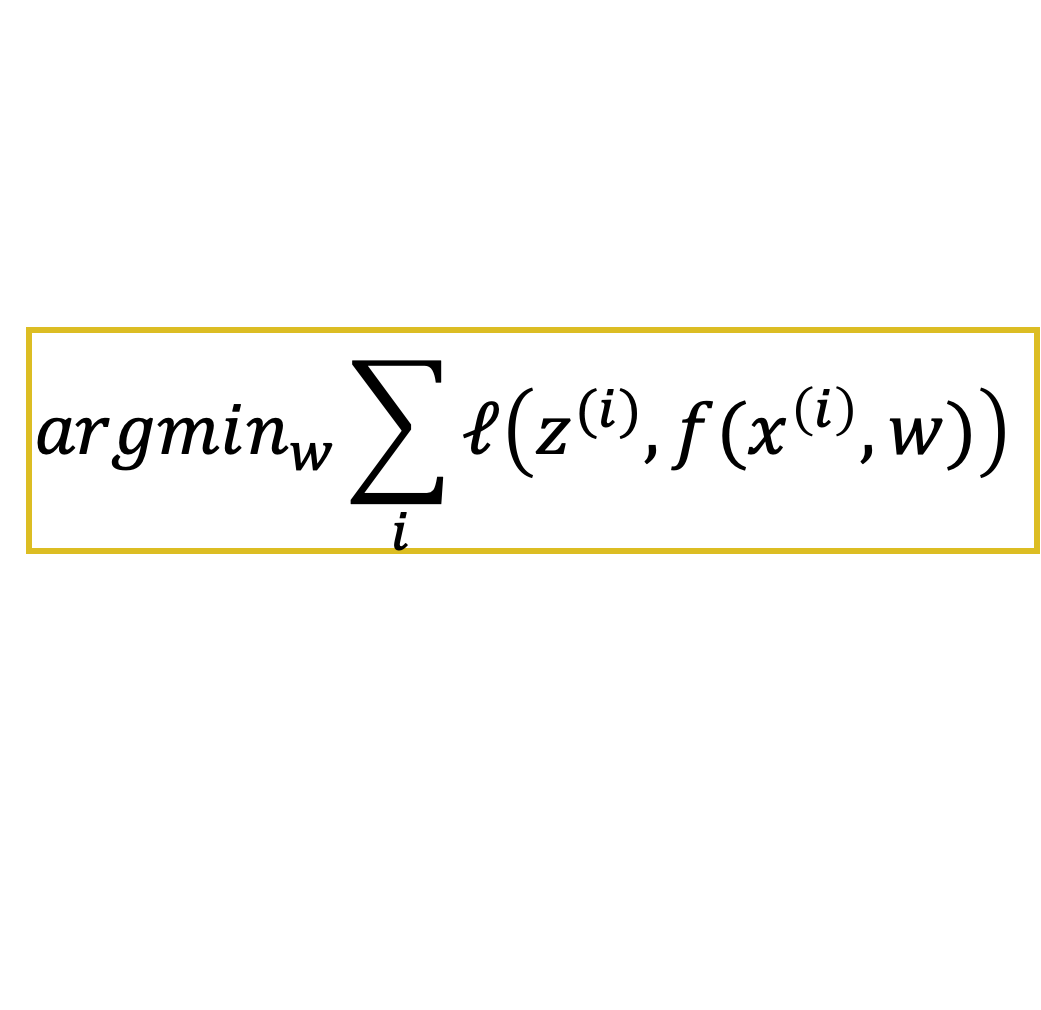 argmin_w ∑_i ℓ(z^(i), f(x^(i), w))